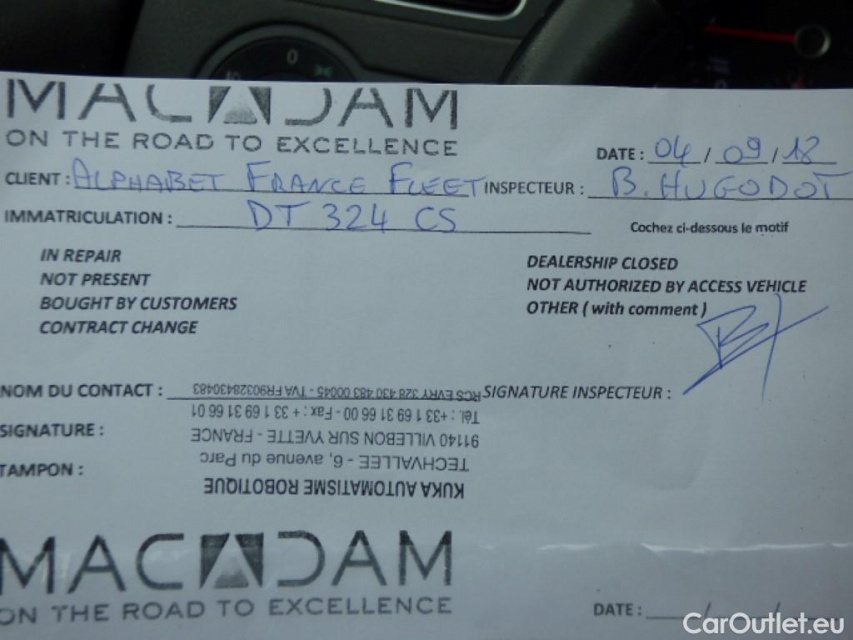 0
MACADAM
ON THE ROAD TO EXCELLENCE
DATE : 04 / 09 / 18
CLIENT : ALPHABET FRANCE FLEET INSPECTEUR : B. HUGODOT
IMMATRICULATION : DT 324 CS
Cochez ci-dessous le motif
IN REPAIR
NOT PRESENT
BOUGHT BY CUSTOMERS
CONTRACT CHANGE
DEALERSHIP CLOSED
NOT AUTHORIZED BY ACCESS VEHICLE
OTHER ( with comment )
NOM DU CONTACT :
SIGNATURE :
TAMPON :
KUKA AUTOMATISME ROBOTIQUE
TECHVALLEE - 6, avenue du Parc
91140 VILLEBON SUR YVETTE - FRANCE
Tél.: +33 1 69 31 66 00 - Fax : + 33 1 69 31 66 01
RCS EVRY 328 430 483 00045 - TVA FR90328430483
SIGNATURE INSPECTEUR :
MACADAM
ON THE ROAD TO EXCELLENCE
DATE : / /
CarOutlet.eu